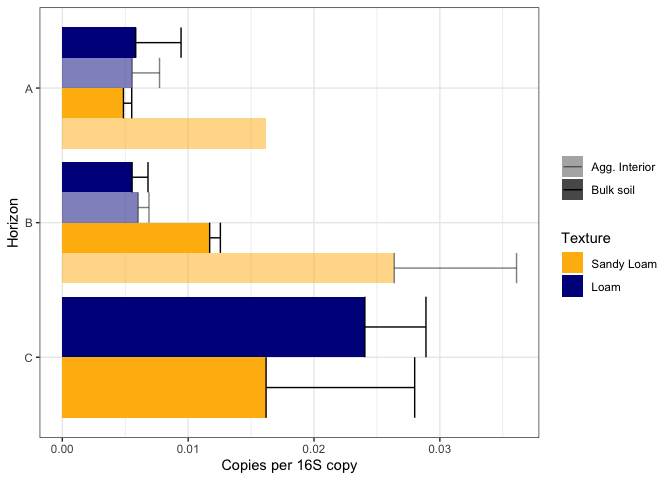 A
B
C
Horizon
0.00
0.01
0.02
0.03
Copies per 16S copy
Agg. Interior
Bulk soil
Texture
Sandy Loam
Loam